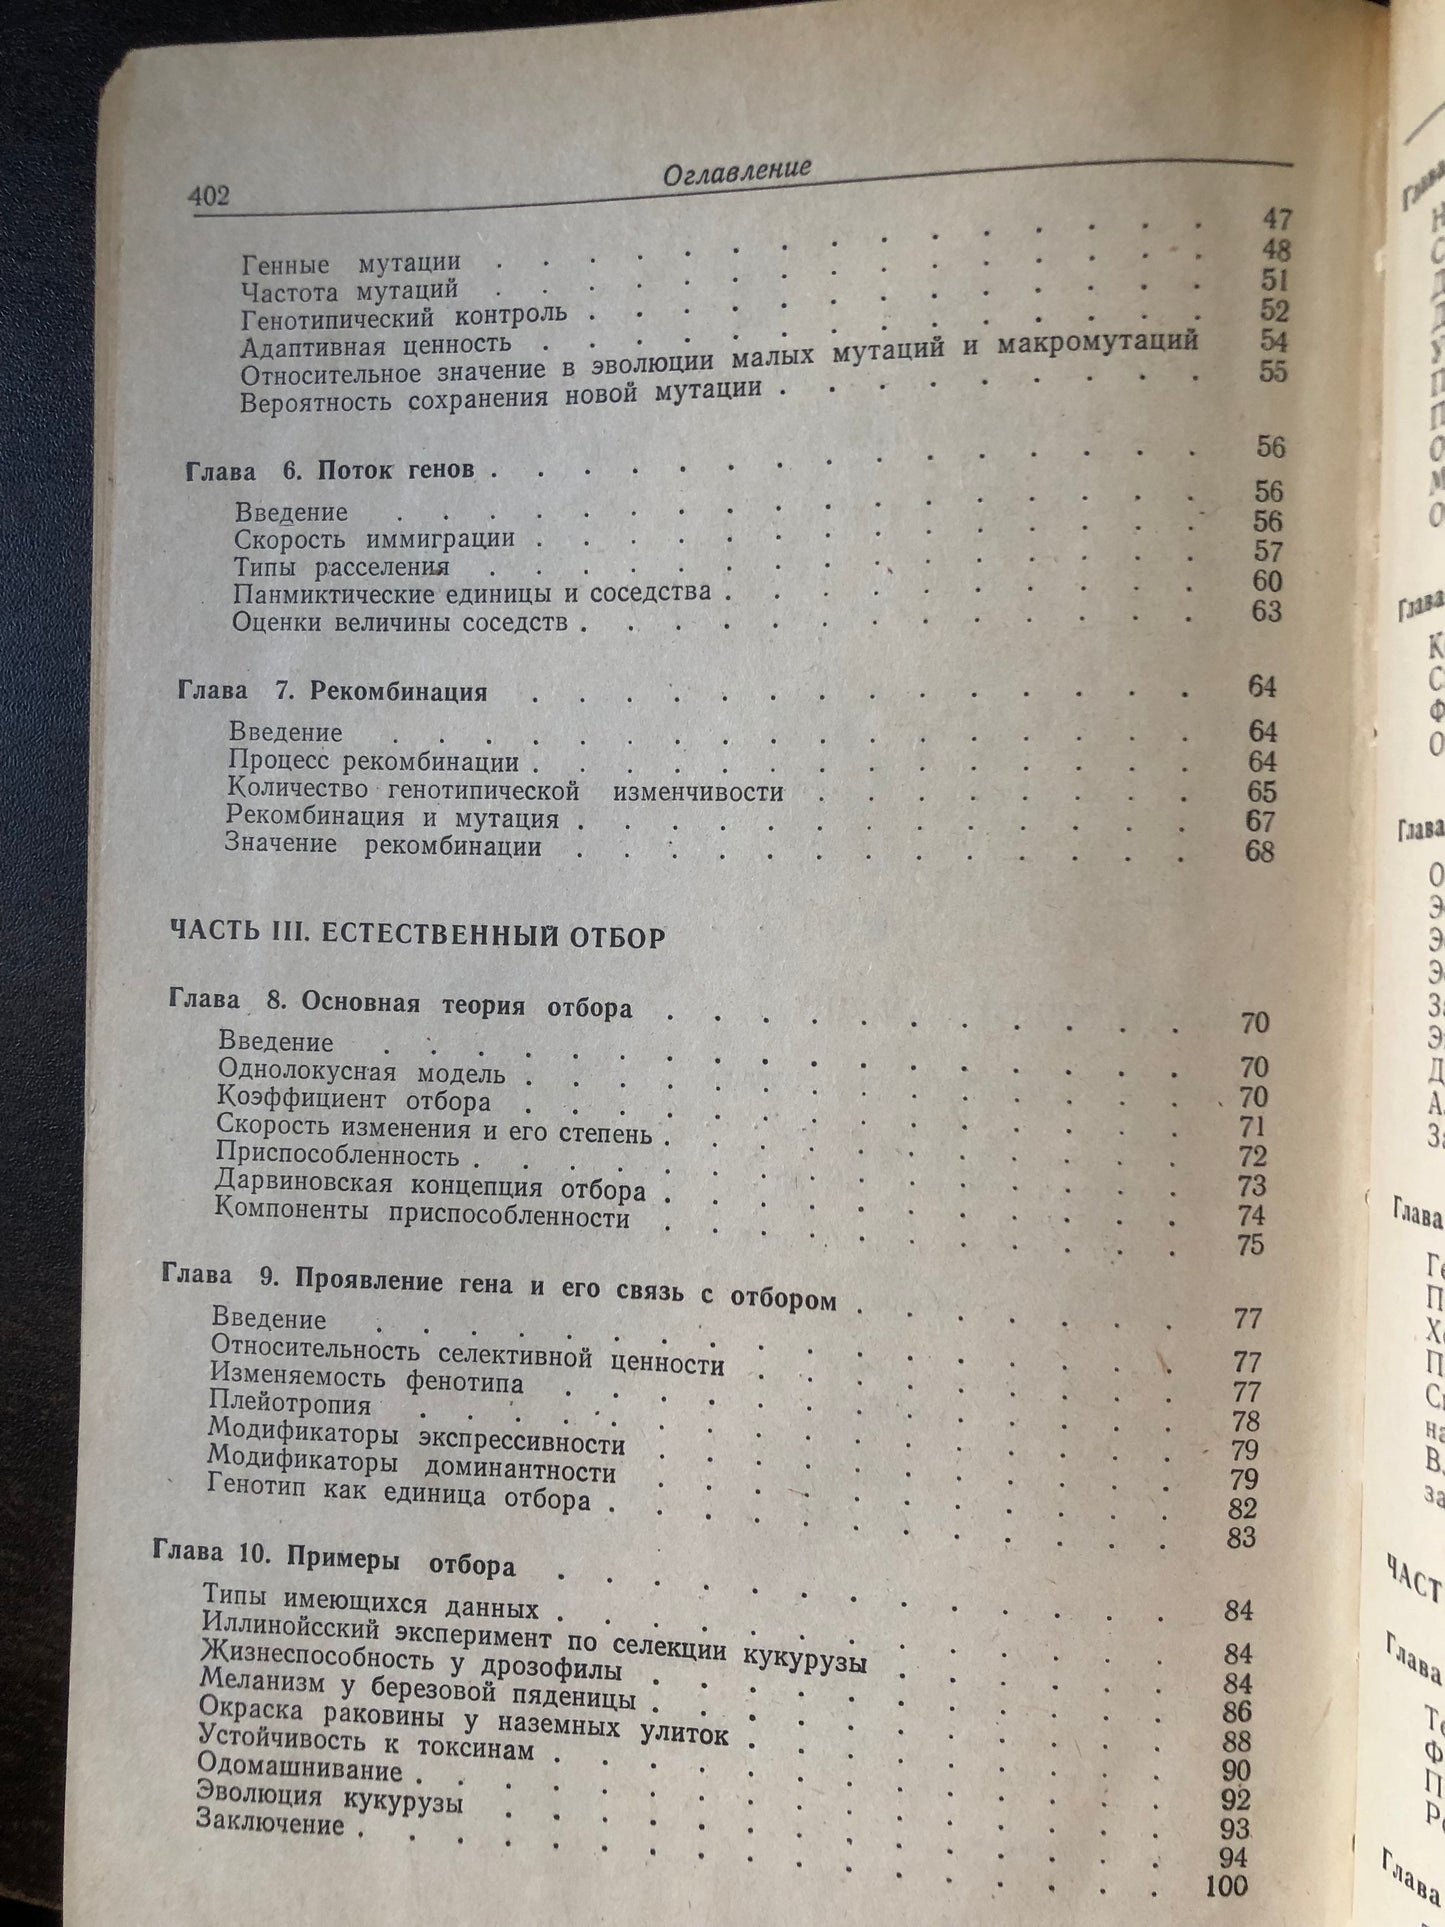 402 Оглавление
Генные мутации . . . . . . . . . . . . . . . . 47
Частота мутаций . . . . . . . . . . . . . . . . 48
Генотипический контроль . . . . . . . . . . . . . . 51
Адаптивная ценность . . . . . . . . . . . . . . . 52
Относительное значение в эволюции малых мутаций и макромутаций 54
Вероятность сохранения новой мутации . . . . . . . . . . 55
Глава 6. Поток генов . . . . . . . . . . . . . . . . 56
Введение . . . . . . . . . . . . . . . . . . 56
Скорость иммиграции . . . . . . . . . . . . . . . 56
Типы расселения . . . . . . . . . . . . . . . . 57
Панмиктические единицы и соседства . . . . . . . . . . . 60
Оценки величины соседств . . . . . . . . . . . . . . 63
Глава 7. Рекомбинация . . . . . . . . . . . . . . . 64
Введение . . . . . . . . . . . . . . . . . . 64
Процесс рекомбинации . . . . . . . . . . . . . . . 64
Количество генотипической изменчивости . . . . . . . . . 65
Рекомбинация и мутация . . . . . . . . . . . . . . 67
Значение рекомбинации . . . . . . . . . . . . . . 68
ЧАСТЬ III. ЕСТЕСТВЕННЫЙ ОТБОР
Глава 8. Основная теория отбора . . . . . . . . . . . . 70
Введение . . . . . . . . . . . . . . . . . . 70
Однолокусная модель . . . . . . . . . . . . . . . 70
Коэффициент отбора . . . . . . . . . . . . . . . 71
Скорость изменения и его степень . . . . . . . . . . . . 72
Приспособленность . . . . . . . . . . . . . . . . 73
Дарвиновская концепция отбора . . . . . . . . . . . . 74
Компоненты приспособленности . . . . . . . . . . . . 75
Глава 9. Проявление гена и его связь с отбором . . . . . . . . 77
Введение . . . . . . . . . . . . . . . . . . 77
Относительность селективной ценности . . . . . . . . . . 77
Изменяемость фенотипа . . . . . . . . . . . . . . 78
Плейотропия . . . . . . . . . . . . . . . . . 79
Модификаторы экспрессивности . . . . . . . . . . . . 79
Модификаторы доминантности . . . . . . . . . . . . 82
Генотип как единица отбора . . . . . . . . . . . . . 83
Глава 10. Примеры отбора . . . . . . . . . . . . . . 84
Типы имеющихся данных . . . . . . . . . . . . . . 84
Иллинойсский эксперимент по селекции кукурузы . . . . . . . 84
Жизнеспособность у дрозофилы . . . . . . . . . . . . 86
Меланизм у березовой пяденицы . . . . . . . . . . . . 88
Окраска раковины у наземных улиток . . . . . . . . . . 90
Устойчивость к токсинам . . . . . . . . . . . . . . 92
Одомашнивание . . . . . . . . . . . . . . . . . 93
Эволюция кукурузы . . . . . . . . . . . . . . . 94
Заключение . . . . . . . . . . . . . . . . . . 100
Глава
Глава
Глава
Глава
Глава
Глава